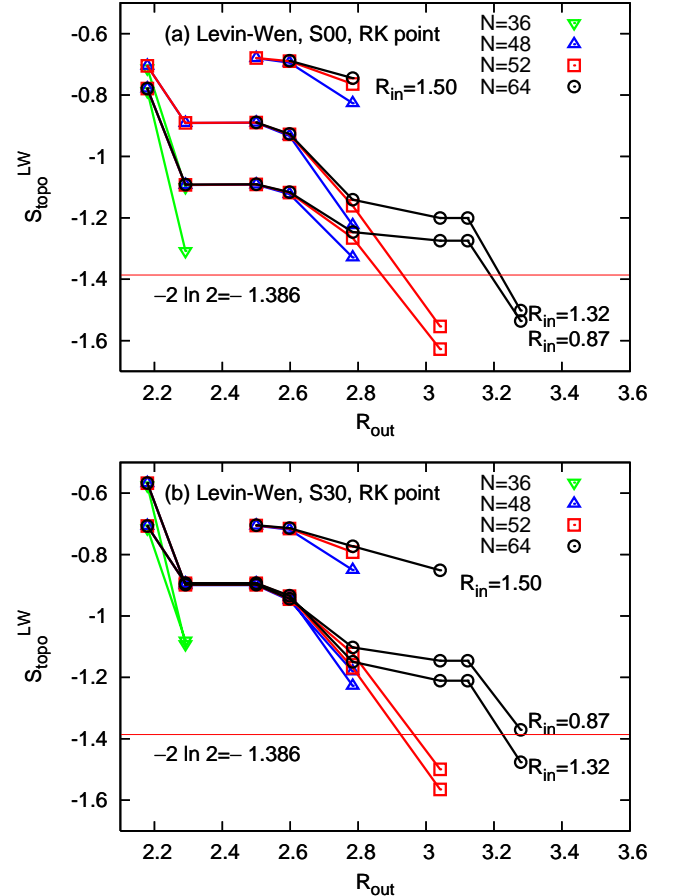 (a) Levin-Wen, S00, RK point
N=36
N=48
N=52
N=64
R_in=1.50
-0.6
-0.8
-1
-1.2
-1.4
-1.6
S_topo^LW
−2 ln 2=− 1.386
R_in=1.32
R_in=0.87
2.2 2.4 2.6 2.8 3 3.2 3.4 3.6
R_out
(b) Levin-Wen, S30, RK point
N=36
N=48
N=52
N=64
R_in=1.50
-0.6
-0.8
-1
-1.2
-1.4
-1.6
S_topo^LW
R_in=0.87
−2 ln 2=− 1.386
R_in=1.32
2.2 2.4 2.6 2.8 3 3.2 3.4 3.6
R_out